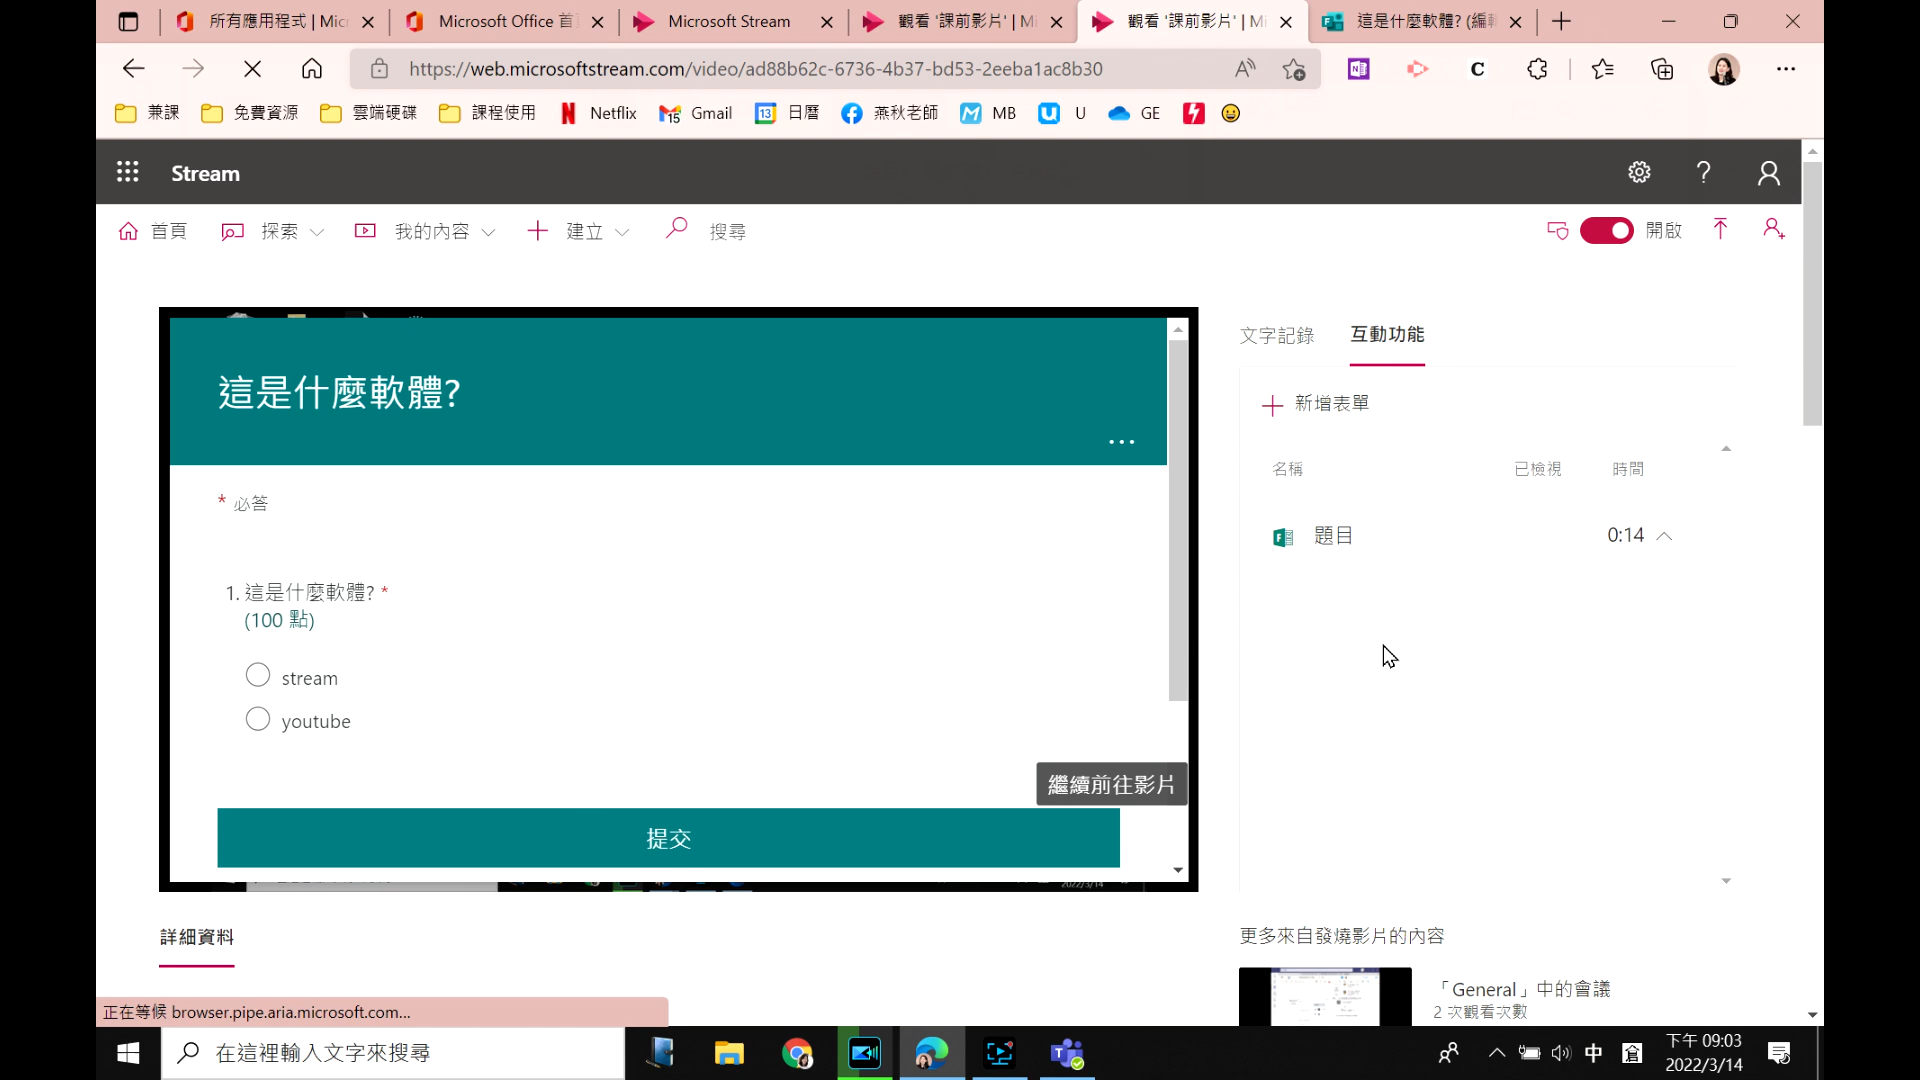 所有應用程式 | Micr
Microsoft Office 首頁
Microsoft Stream
觀看 '課前影片' | Mi
觀看 '課前影片' | Mi
這是什麼軟體? (編輯
https://web.microsoftstream.com/video/ad88b62c-6736-4b37-bd53-2eeba1ac8b30
兼課
免費資源
雲端硬碟
課程使用
Netflix
Gmail
日曆
燕秋老師
MB
U
GE
Stream
首頁
探索
我的內容
建立
搜尋
開啟
這是什麼軟體?
* 必答
1. 這是什麼軟體? *
(100 點)
stream
youtube
繼續前往影片
提交
2022/3/14
文字記錄
互動功能
新增表單
名稱
已檢視
時間
題目
0:14
詳細資料
更多來自發燒影片的內容
「General」中的會議
2 次觀看次數
正在等候 browser.pipe.aria.microsoft.com...
在這裡輸入文字來搜尋
中
倉
下午 09:03
2022/3/14